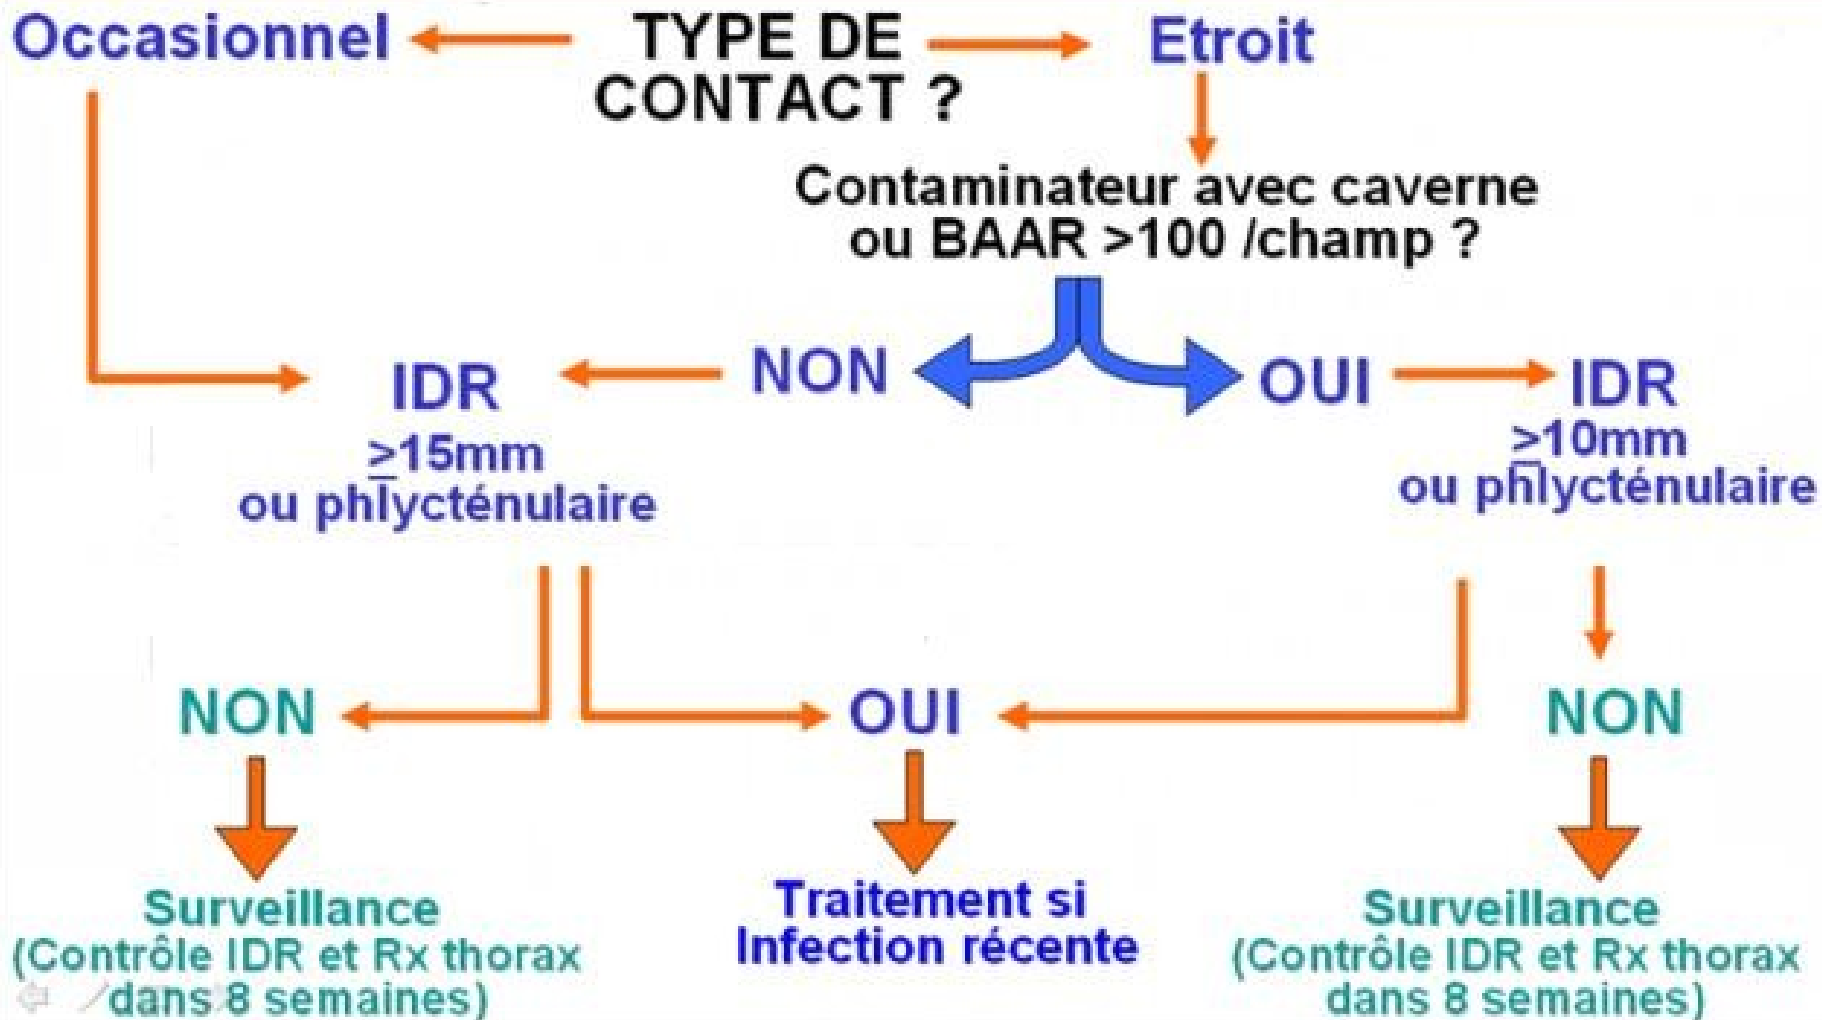 Occasionnel
TYPE DE
CONTACT ?
Etroit
Contaminateur avec caverne
ou BAAR >100 /champ ?
NON
OUI
IDR
≥15mm
ou phlycténulaire
IDR
≥10mm
ou phlycténulaire
NON
OUI
NON
Surveillance
(Contrôle IDR et Rx thorax
dans 8 semaines)
Traitement si
Infection récente
Surveillance
(Contrôle IDR et Rx thorax
dans 8 semaines)